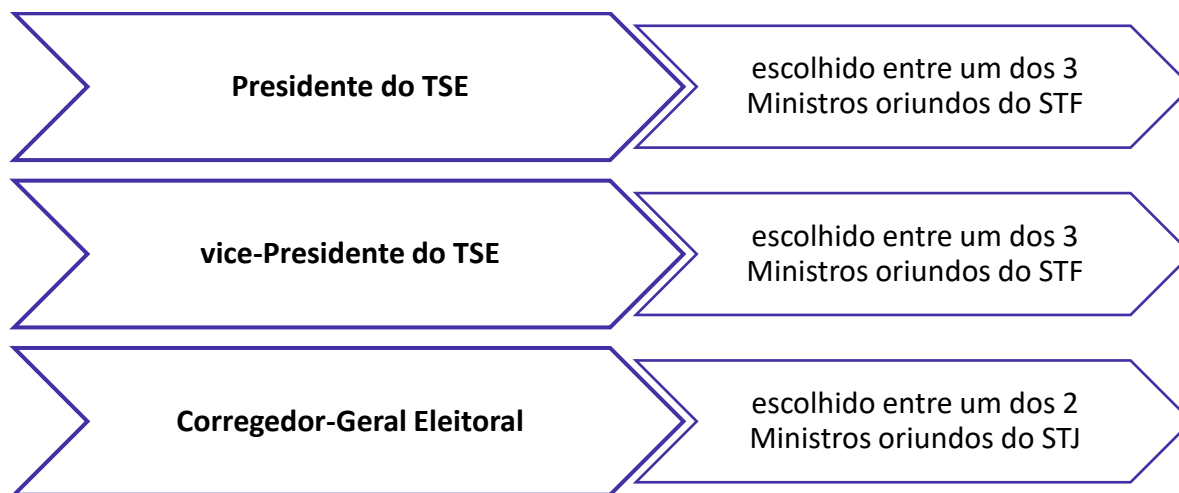 Presidente do TSE
escolhido entre um dos 3
Ministros oriundos do STF
vice-Presidente do TSE
escolhido entre um dos 3
Ministros oriundos do STF
Corregedor-Geral Eleitoral
escolhido entre um dos 2
Ministros oriundos do STJ